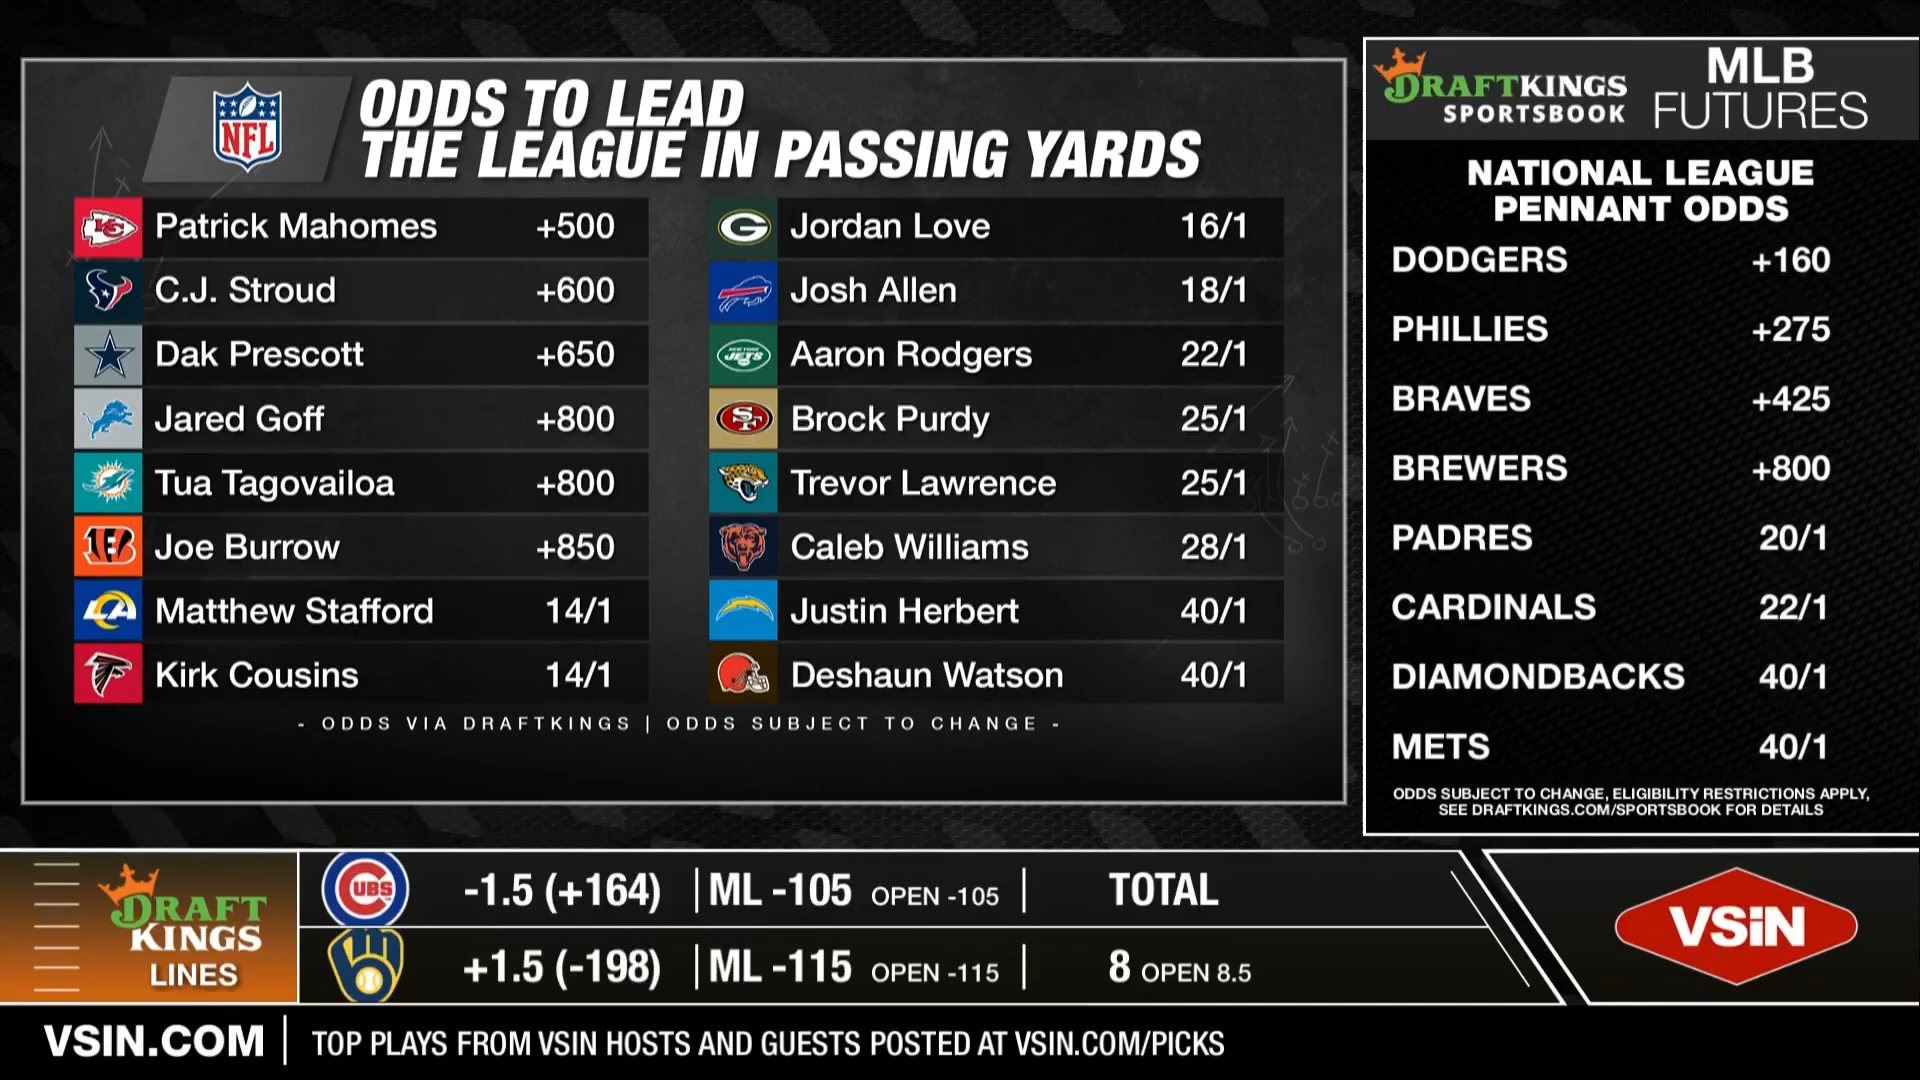 NFL
ODDS TO LEAD
THE LEAGUE IN PASSING YARDS
Patrick Mahomes +500
C.J. Stroud +600
Dak Prescott +650
Jared Goff +800
Tua Tagovailoa +800
Joe Burrow +850
Matthew Stafford 14/1
Kirk Cousins 14/1
Jordan Love 16/1
Josh Allen 18/1
Aaron Rodgers 22/1
Brock Purdy 25/1
Trevor Lawrence 25/1
Caleb Williams 28/1
Justin Herbert 40/1
Deshaun Watson 40/1
- ODDS VIA DRAFTKINGS | ODDS SUBJECT TO CHANGE -
DRAFTKINGS
SPORTSBOOK
MLB
FUTURES
NATIONAL LEAGUE
PENNANT ODDS
DODGERS +160
PHILLIES +275
BRAVES +425
BREWERS +800
PADRES 20/1
CARDINALS 22/1
DIAMONDBACKS 40/1
METS 40/1
ODDS SUBJECT TO CHANGE, ELIGIBILITY RESTRICTIONS APPLY,
SEE DRAFTKINGS.COM/SPORTSBOOK FOR DETAILS
DRAFT
KINGS
LINES
CUBS -1.5 (+164) | ML -105 OPEN -105 | TOTAL
+1.5 (-198) | ML -115 OPEN -115 | 8 OPEN 8.5
VSiN
VSIN.COM | TOP PLAYS FROM VSIN HOSTS AND GUESTS POSTED AT VSIN.COM/PICKS